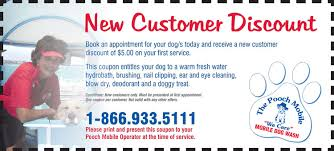 New Customer Discount
Book an appointment for your dog's today and receive a new customer
discount of $5.00 on your first service.
This coupon entitles your dog to a warm fresh water
hydrobath, brushing, nail clipping, ear and eye cleaning,
blow dry, deodorant and a doggy treat.
Conditions: New customers only. Must be presented at first appointment.
One coupon per customer. Not valid with any other offers.
1-866.933.5111
Please print and present this coupon to your
Pooch Mobile Operator at the time of service.
The Pooch Mobile
"We Care"
MOBILE DOG WASH